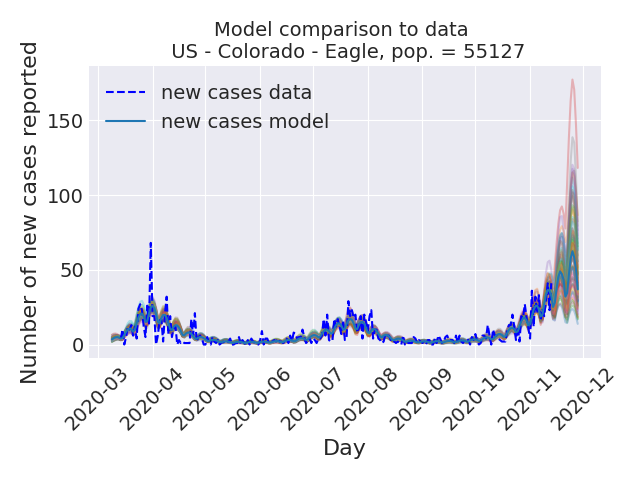 Model comparison to data
US - Colorado - Eagle, pop. = 55127
new cases data
new cases model
Number of new cases reported
150
100
50
0
2020-03
2020-04
2020-05
2020-06
2020-07
2020-08
2020-09
2020-10
2020-11
2020-12
Day